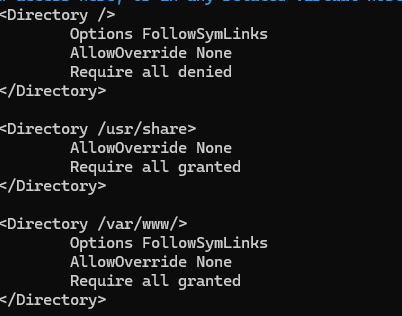 <Directory />
        Options FollowSymLinks
        AllowOverride None
        Require all denied
</Directory>

<Directory /usr/share>
        AllowOverride None
        Require all granted
</Directory>

<Directory /var/www/>
        Options FollowSymLinks
        AllowOverride None
        Require all granted
</Directory>